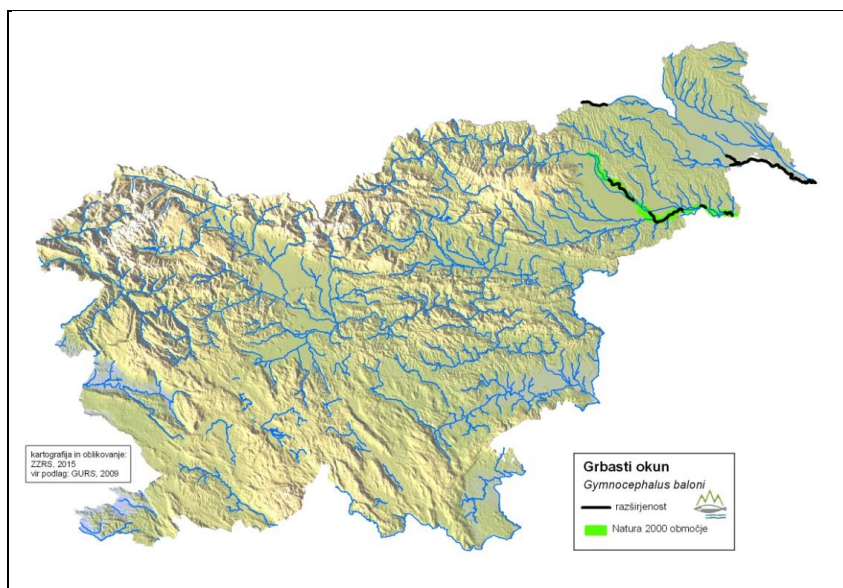 kartografija in oblikovanje:
ZZRS, 2015
vir podlag: GURS, 2009
Grbasti okun
Gymnocephalus baloni
razširjenost
Natura 2000 območje